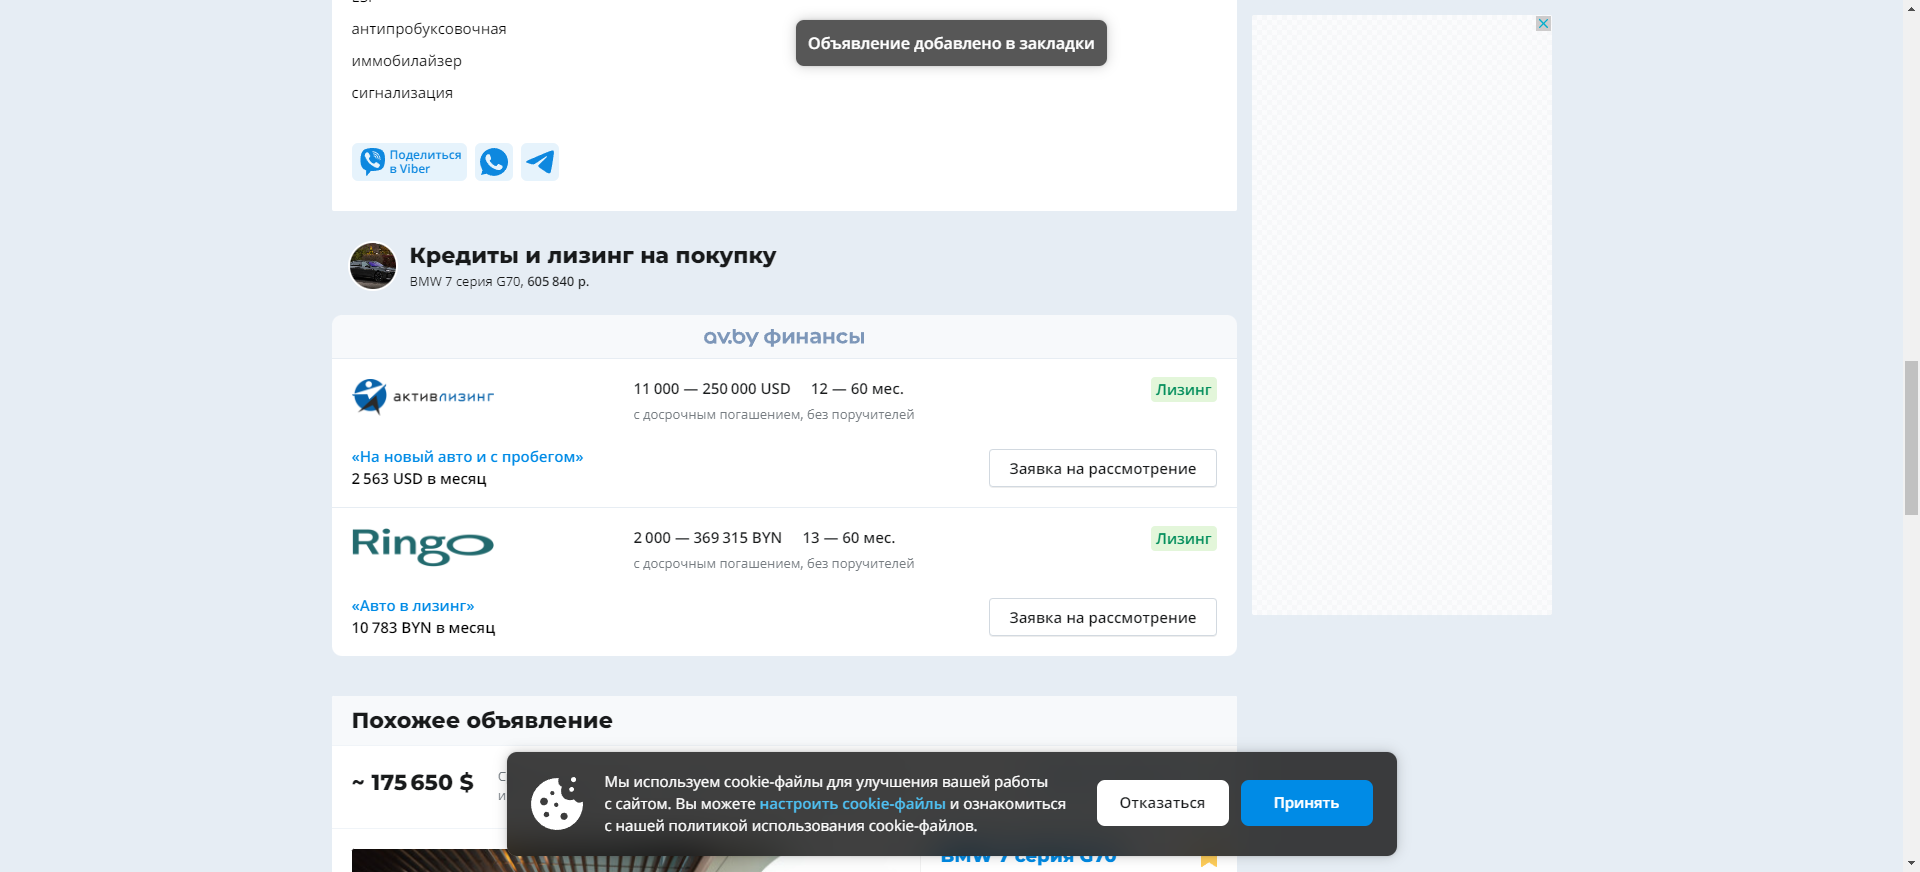 антипробуксовочная
иммобилайзер
сигнализация
Объявление добавлено в закладки
Поделиться
в Viber
Кредиты и лизинг на покупку
BMW 7 серия G70, 605 840 р.
av.by финансы
активлизинг
11 000 — 250 000 USD 12 — 60 мес.
с досрочным погашением, без поручителей
Лизинг
«На новый авто и с пробегом»
2 563 USD в месяц
Заявка на рассмотрение
Ringo
2 000 — 369 315 BYN 13 — 60 мес.
с досрочным погашением, без поручителей
Лизинг
«Авто в лизинг»
10 783 BYN в месяц
Заявка на рассмотрение
Похожее объявление
~ 175 650 $
Мы используем cookie-файлы для улучшения вашей работы
с сайтом. Вы можете настроить cookie-файлы и ознакомиться
с нашей политикой использования cookie-файлов.
Отказаться
Принять
BMW 7 серия G70